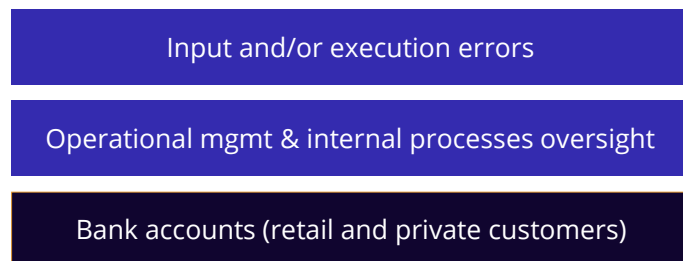 Input and/or execution errors
Operational mgmt & internal processes oversight
Bank accounts (retail and private customers)